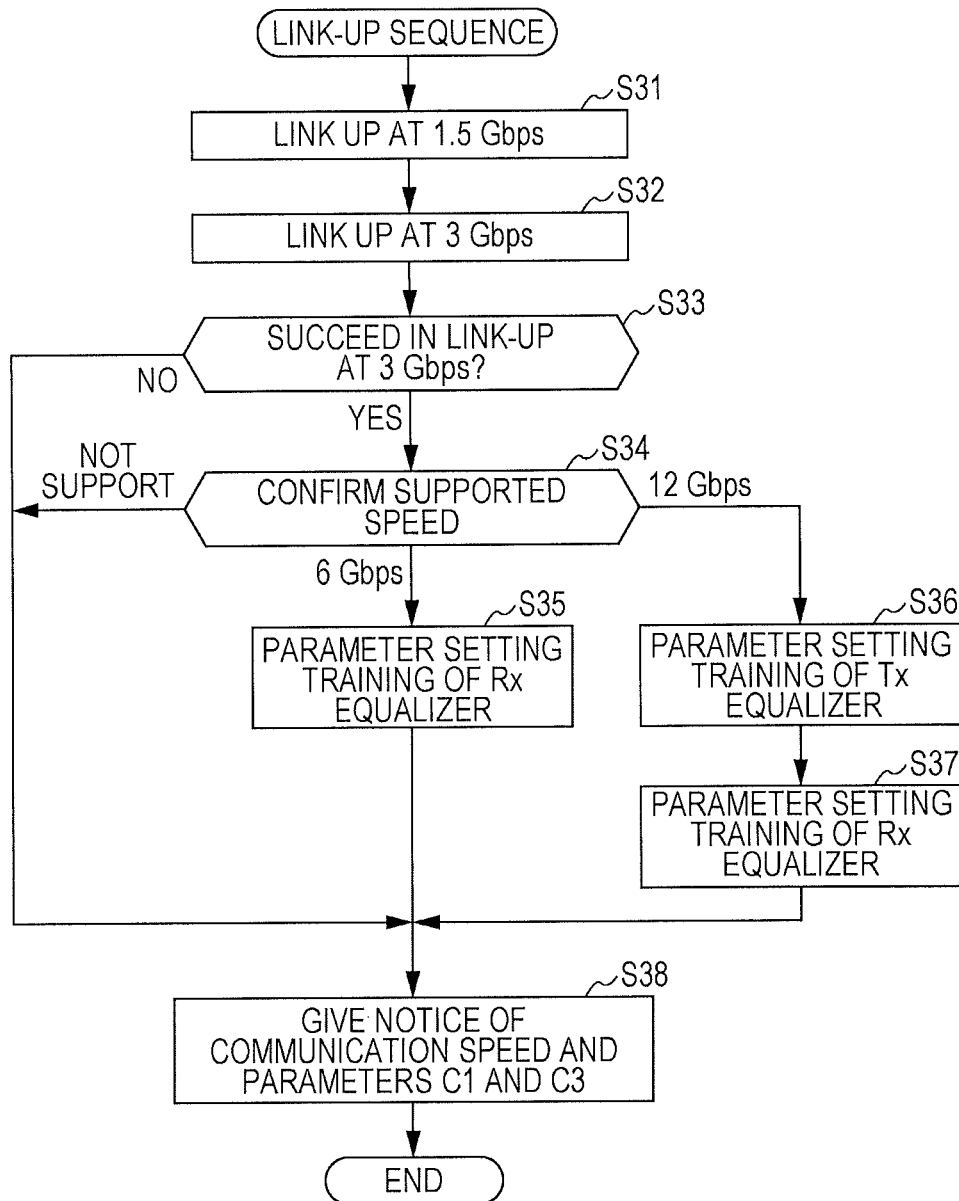 LINK-UP SEQUENCE
S31
LINK UP AT 1.5 Gbps
S32
LINK UP AT 3 Gbps
S33
SUCCEED IN LINK-UP
AT 3 Gbps?
NO
YES
S34
NOT
SUPPORT
CONFIRM SUPPORTED
SPEED
12 Gbps
6 Gbps
S35
PARAMETER SETTING
TRAINING OF Rx
EQUALIZER
S36
PARAMETER SETTING
TRAINING OF Tx
EQUALIZER
S37
PARAMETER SETTING
TRAINING OF Rx
EQUALIZER
S38
GIVE NOTICE OF
COMMUNICATION SPEED AND
PARAMETERS C1 AND C3
END